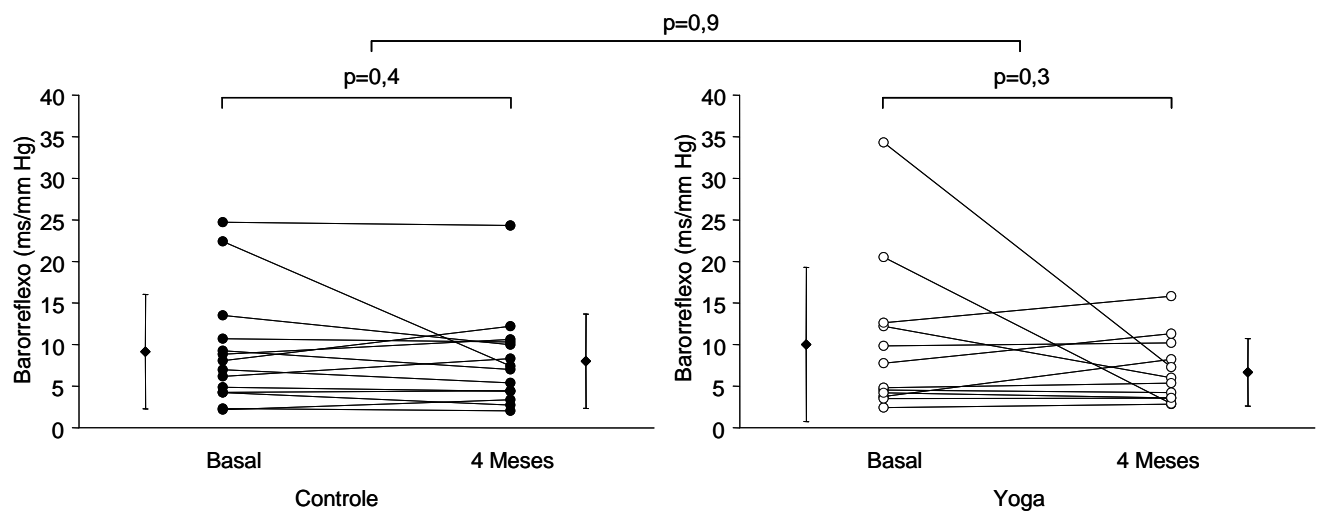 p=0,9
p=0,4
p=0,3
Barorreflexo (ms/mm Hg)
40
35
30
25
20
15
10
5
0
Basal
4 Meses
Controle
Barorreflexo (ms/mm Hg)
40
35
30
25
20
15
10
5
0
Basal
4 Meses
Yoga